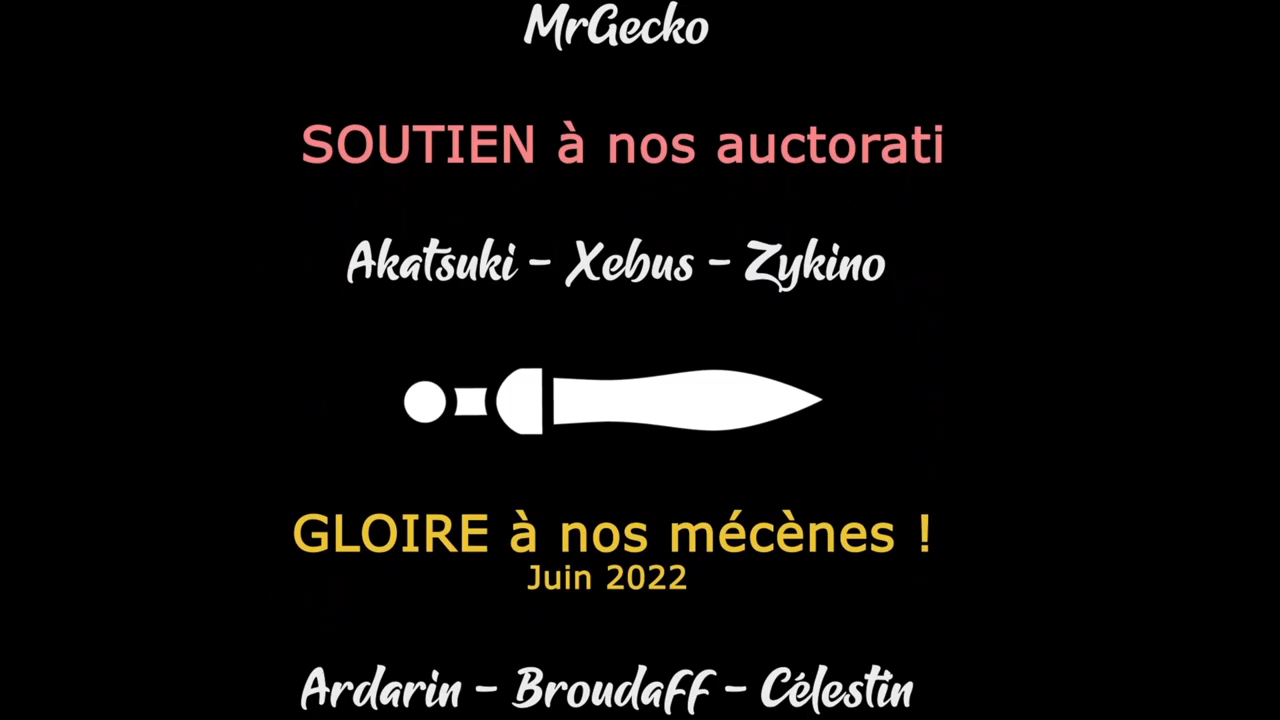 MrGecko
SOUTIEN à nos auctorati
Akatsuki - Xebus - Zykino
GLOIRE à nos mécènes !
Juin 2022
Ardarin - Broudaff - Célestin